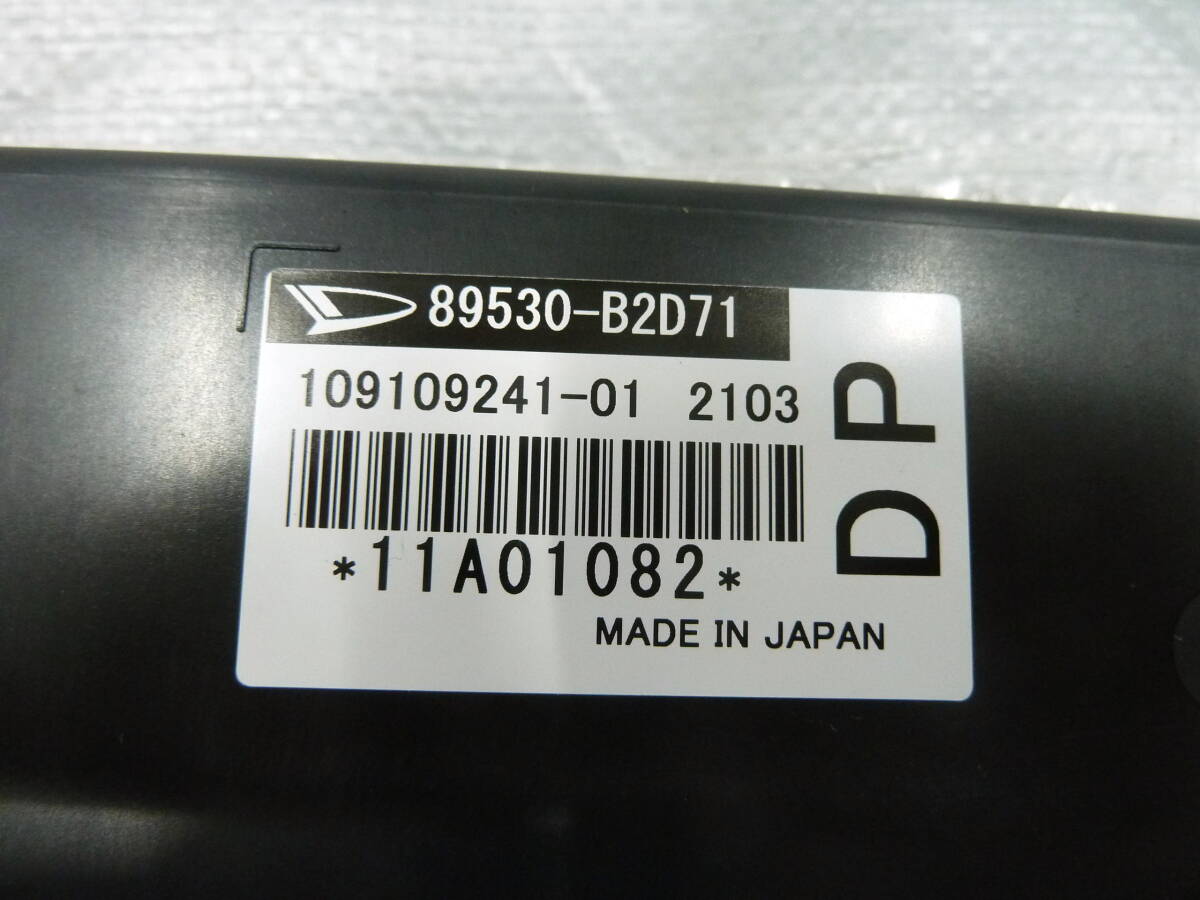 89530-B2D71
109109241-01 2103
*11A01082*
MADE IN JAPAN
DP